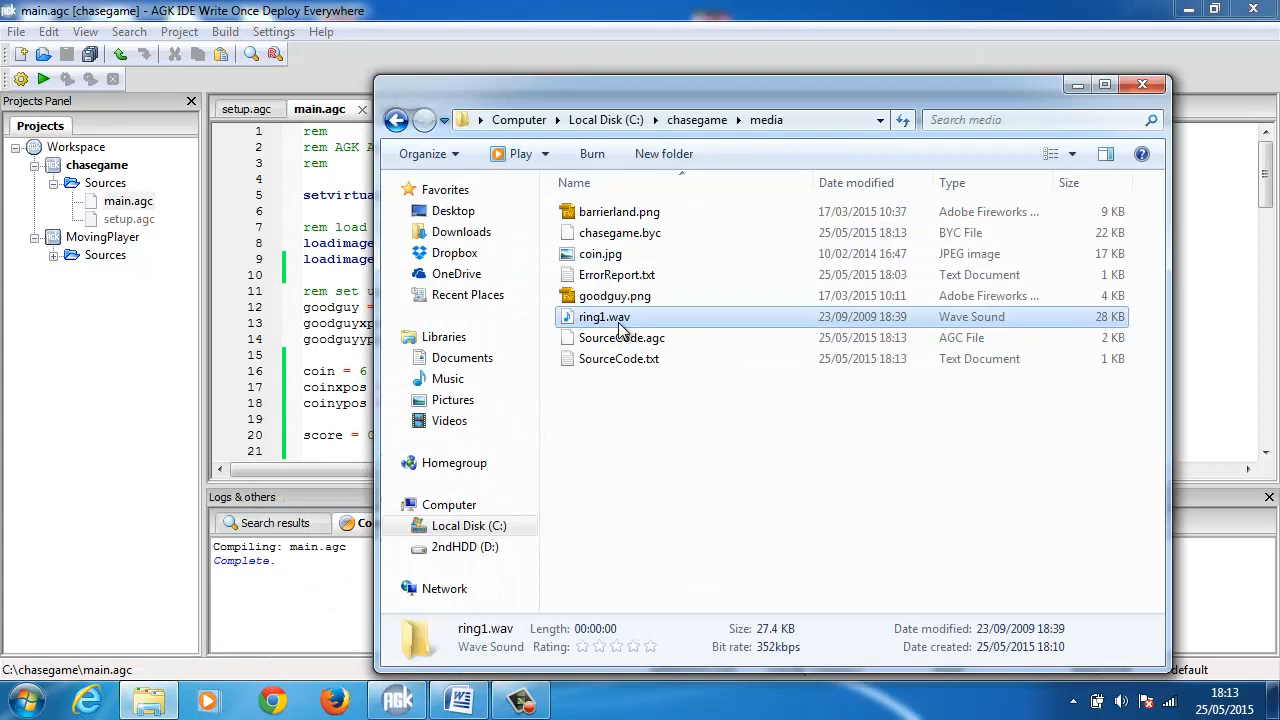 main.agc [chasegame] - AGK IDE Write Once Deploy Everywhere
File Edit View Search Project Build Settings Help
Projects Panel
Projects
Workspace
chasegame
Sources
main.agc
setup.agc
MovingPlayer
Sources
setup.agc main.agc
1 rem
2 rem AGK A
3 rem
4
5 setvirtua
6
7 rem load
8 loadimage
9 loadimage
10
11 rem set u
12 goodguy =
13 goodguyxp
14 goodguyyp
15
16 coin = 6
17 coinxpos
18 coinypos
19
20 score = 0
21
Logs & others
Search results Co
Compiling: main.agc
Complete.
C:\chasegame\main.agc
default
Computer Local Disk (C:) chasegame media
Search media
Organize Play Burn New folder
Favorites
Desktop
Downloads
Dropbox
OneDrive
Recent Places
Libraries
Documents
Music
Pictures
Videos
Homegroup
Computer
Local Disk (C:)
2ndHDD (D:)
Network
Name Date modified Type Size
barrierland.png 17/03/2015 10:37 Adobe Fireworks ... 9 KB
chasegame.byc 25/05/2015 18:13 BYC File 22 KB
coin.jpg 10/02/2014 16:47 JPEG image 17 KB
ErrorReport.txt 25/05/2015 18:03 Text Document 1 KB
goodguy.png 17/03/2015 10:11 Adobe Fireworks ... 4 KB
ring1.wav 23/09/2009 18:39 Wave Sound 28 KB
SourceCode.agc 25/05/2015 18:13 AGC File 1 KB
SourceCode.txt 25/05/2015 18:13 Text Document 1 KB
ring1.wav Length: 00:00:00 Size: 27.4 KB Date modified: 23/09/2009 18:39
Wave Sound Rating: Bit rate: 352kbps Date created: 25/05/2015 18:10
AGK
18:13
25/05/2015